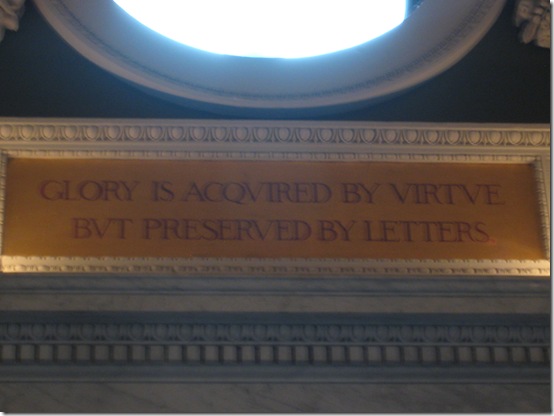 GLORY IS ACQVIRED BY VIRTVE
BVT PRESERVED BY LETTERS.